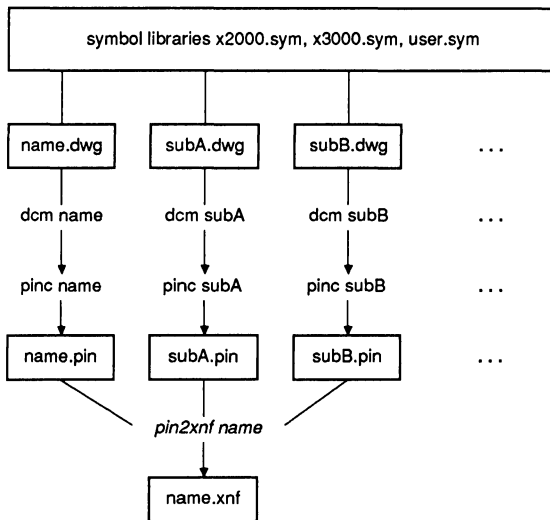 symbol libraries x2000.sym, x3000.sym, user.sym
name.dwg subA.dwg subB.dwg ...
dcm name dcm subA dcm subB ...
pinc name pinc subA pinc subB ...
name.pin subA.pin subB.pin ...
pin2xnf name
name.xnf